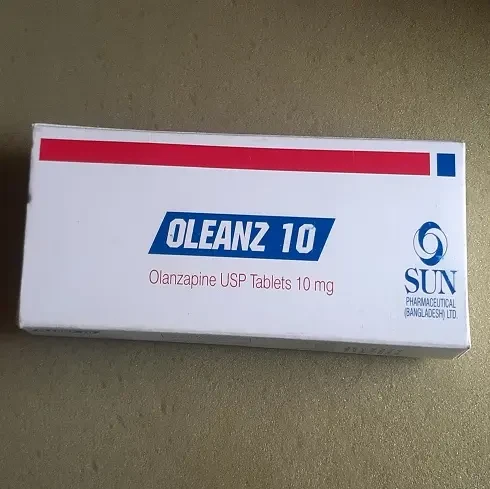 OLEANZ 10
Olanzapine USP Tablets 10 mg
SUN
PHARMACEUTICAL
(BANGLADESH) LTD.